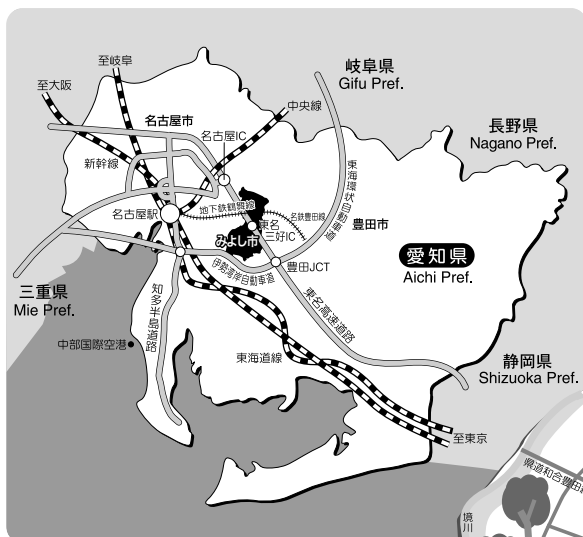 至岐阜
至大阪
岐阜県
Gifu Pref.
名古屋市
中央線
名古屋IC
長野県
Nagano Pref.
新幹線
東海環状自動車道
名古屋駅
地下鉄鶴舞線
名鉄豊田線
東名
三好IC
豊田市
みよし市
愛知県
Aichi Pref.
豊田JCT
伊勢湾岸自動車道
三重県
Mie Pref.
知多半島道路
東名高速道路
中部国際空港
東海道線
静岡県
Shizuoka Pref.
至東京
県道和合豊田
境川